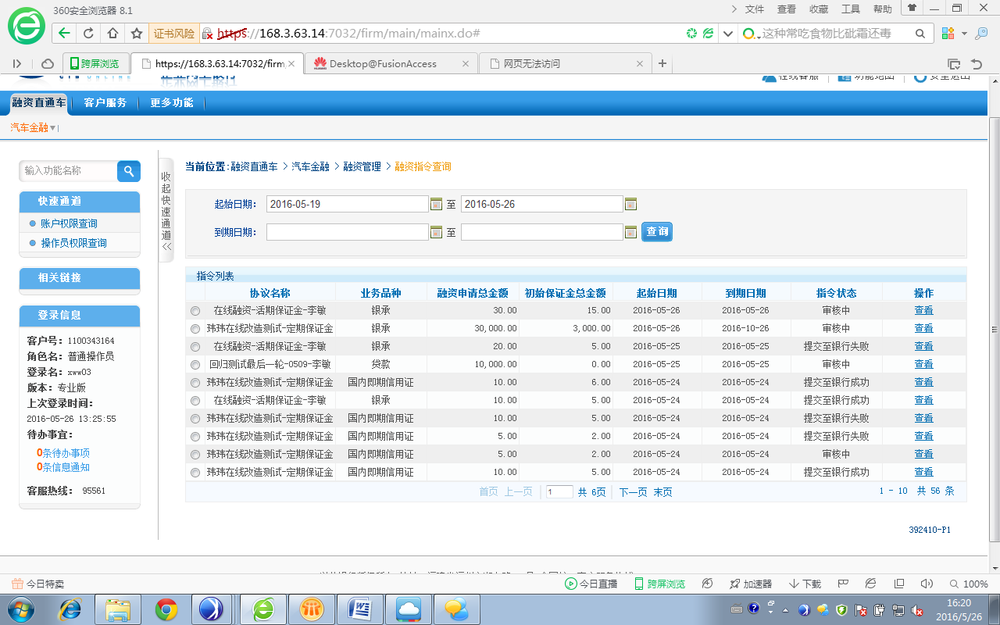 360安全浏览器 8.1
文件 查看 收藏 工具 帮助
证书风险 https://168.3.63.14:7032/firm/main/mainx.do# 这种常吃食物比砒霜还毒
跨屏浏览 https://168.3.63.14:7032/firm Desktop@FusionAccess 网页无法访问
在线客服 功能地图 安全退出
融资直通车 客户服务 更多功能
汽车金融
输入功能名称
快速通道
账户权限查询
操作员权限查询
相关链接
登录信息
客户号：1100343164
角色名：普通操作员
登录名：xww03
版本：专业版
上次登录时间：
2016-05-26 13:25:55
待办事宜：
0条待办事项
0条信息通知
客服热线： 95561
收起快速通道
当前位置:融资直通车 > 汽车金融 > 融资管理 > 融资指令查询
起始日期： 2016-05-19 至 2016-05-26
到期日期： 至 查询
指令列表
协议名称 业务品种 融资申请总金额 初始保证金总金额 起始日期 到期日期 指令状态 操作
在线融资-活期保证金-李敏 银承 30.00 15.00 2016-05-26 2016-05-26 审核中 查看
玮玮在线改造测试-定期保证金 银承 30,000.00 3,000.00 2016-05-26 2016-10-26 审核中 查看
在线融资-活期保证金-李敏 银承 20.00 5.00 2016-05-25 2016-05-25 提交至银行失败 查看
回归测试最后一轮-0509-李敏 贷款 10,000.00 0.00 2016-05-25 2016-05-25 审核中 查看
玮玮在线改造测试-定期保证金 国内即期信用证 10.00 6.00 2016-05-24 2016-05-24 提交至银行成功 查看
在线融资-活期保证金-李敏 银承 10.00 5.00 2016-05-24 2016-05-24 提交至银行成功 查看
玮玮在线改造测试-定期保证金 国内即期信用证 10.00 5.00 2016-05-24 2016-05-24 提交至银行失败 查看
玮玮在线改造测试-定期保证金 国内即期信用证 5.00 2.00 2016-05-24 2016-05-24 提交至银行失败 查看
玮玮在线改造测试-定期保证金 国内即期信用证 5.00 2.00 2016-05-24 2016-05-24 审核中 查看
玮玮在线改造测试-定期保证金 国内即期信用证 10.00 5.00 2016-05-24 2016-05-24 提交至银行成功 查看
首页 上一页 1 共 6页 下一页 末页 1 - 10 共 56 条
392410-P1
今日特卖 今日直播 跨屏浏览 加速器 下载 100%
16:20
2016/5/26